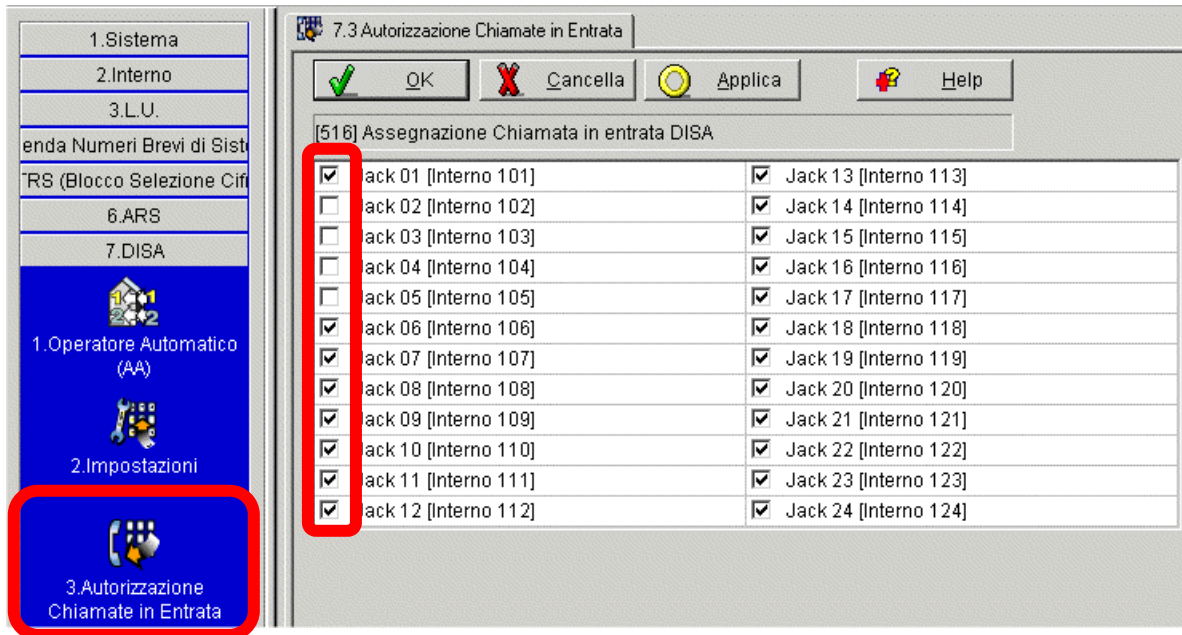 1.Sistema
2.Interno
3.L.U.
enda Numeri Brevi di Sist
TRS (Blocco Selezione Cif
6.ARS
7.DISA
1.Operatore Automatico
(AA)
2.Impostazioni
3.Autorizzazione
Chiamate in Entrata
7.3 Autorizzazione Chiamate in Entrata
OK Cancella Applica Help
[516] Assegnazione Chiamata in entrata DISA
Jack 01 [Interno 101] Jack 13 [Interno 113]
Jack 02 [Interno 102] Jack 14 [Interno 114]
Jack 03 [Interno 103] Jack 15 [Interno 115]
Jack 04 [Interno 104] Jack 16 [Interno 116]
Jack 05 [Interno 105] Jack 17 [Interno 117]
Jack 06 [Interno 106] Jack 18 [Interno 118]
Jack 07 [Interno 107] Jack 19 [Interno 119]
Jack 08 [Interno 108] Jack 20 [Interno 120]
Jack 09 [Interno 109] Jack 21 [Interno 121]
Jack 10 [Interno 110] Jack 22 [Interno 122]
Jack 11 [Interno 111] Jack 23 [Interno 123]
Jack 12 [Interno 112] Jack 24 [Interno 124]